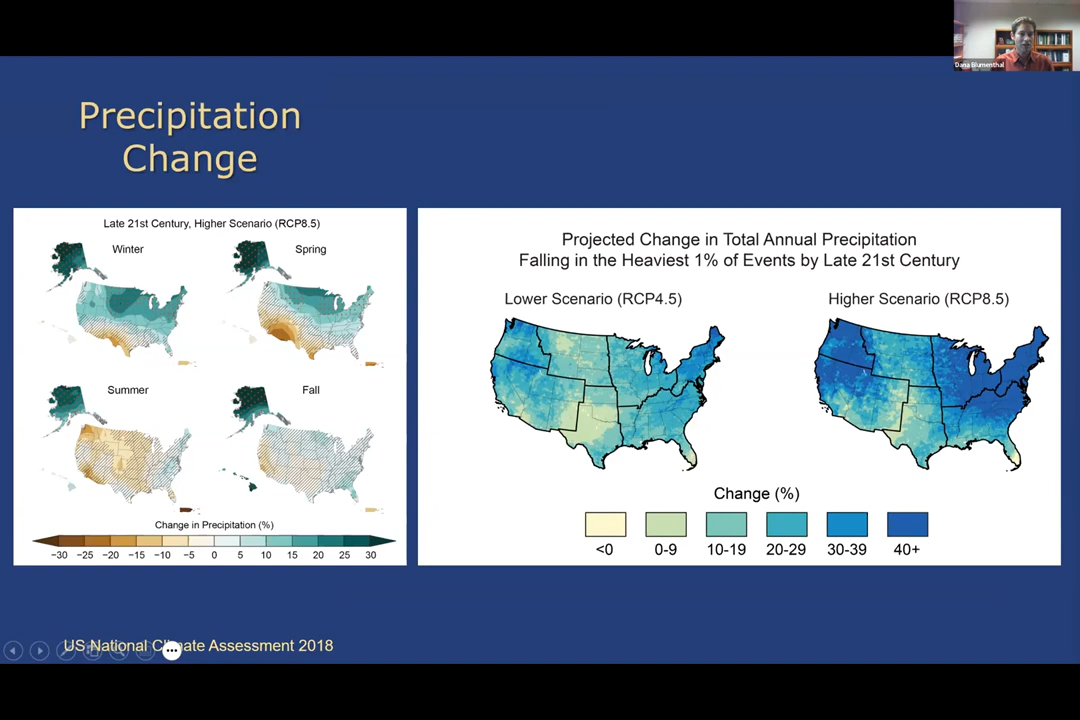 Dana Blumenthal
Precipitation
Change
Late 21st Century, Higher Scenario (RCP8.5)
Winter
Spring
Summer
Fall
Change in Precipitation (%)
−30 −25 −20 −15 −10 −5 0 5 10 15 20 25 30
Projected Change in Total Annual Precipitation
Falling in the Heaviest 1% of Events by Late 21st Century
Lower Scenario (RCP4.5)
Higher Scenario (RCP8.5)
Change (%)
<0 0-9 10-19 20-29 30-39 40+
US National Climate Assessment 2018